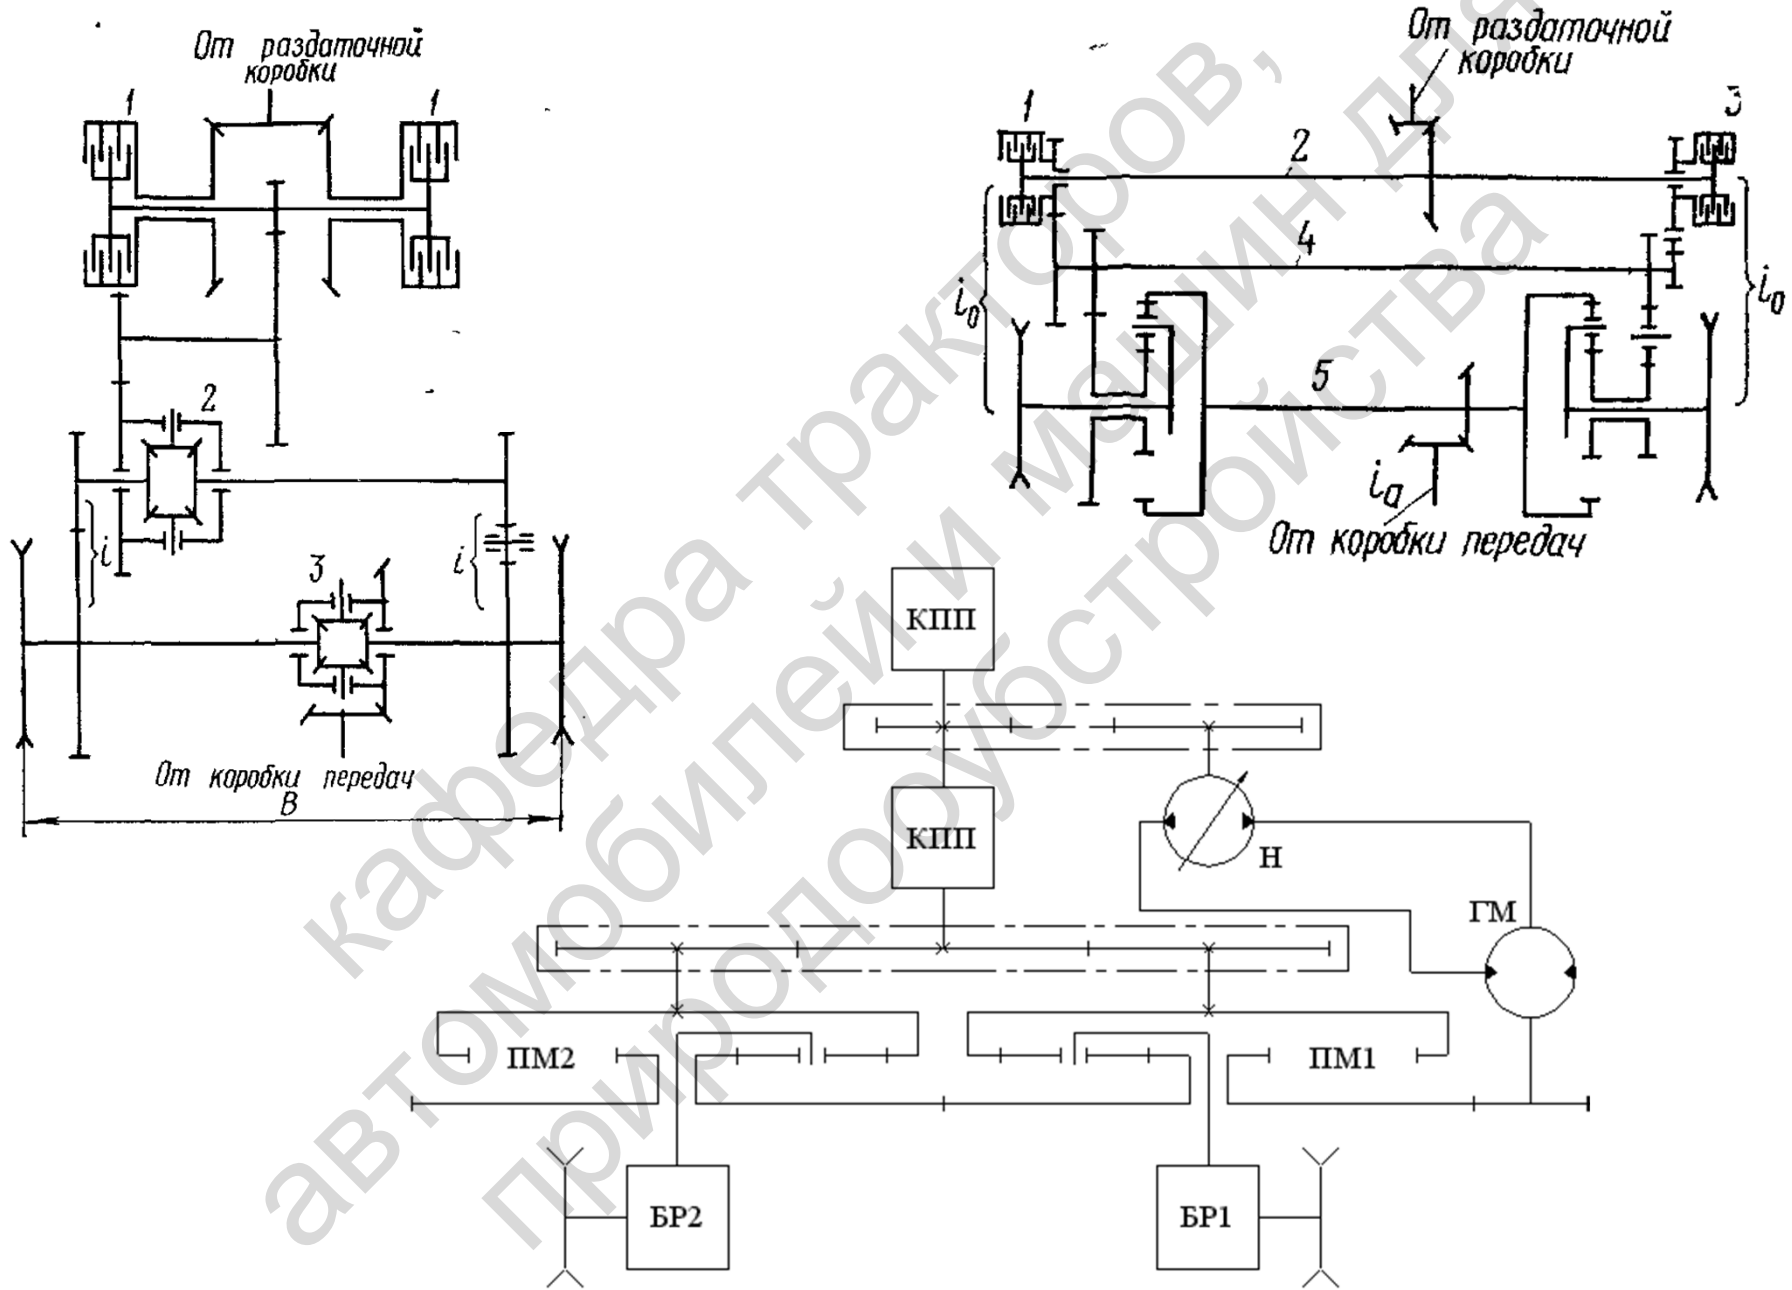 От раздаточной
коробки
1
1
2
i
i
3
От коробки передач
B
От раздаточной
коробки
1
2
3
4
i₀
i₀
5
iα
От коробки передач
КПП
КПП
Н
ГМ
ПМ2
ПМ1
БР2
БР1
кафедра тракторов,
автомобилей и машин для
природообустройства